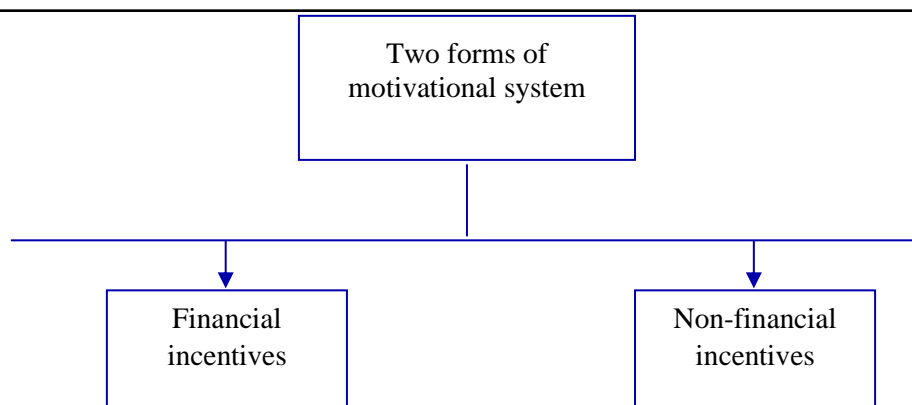 Two forms of
motivational system
Financial
incentives
Non-financial
incentives